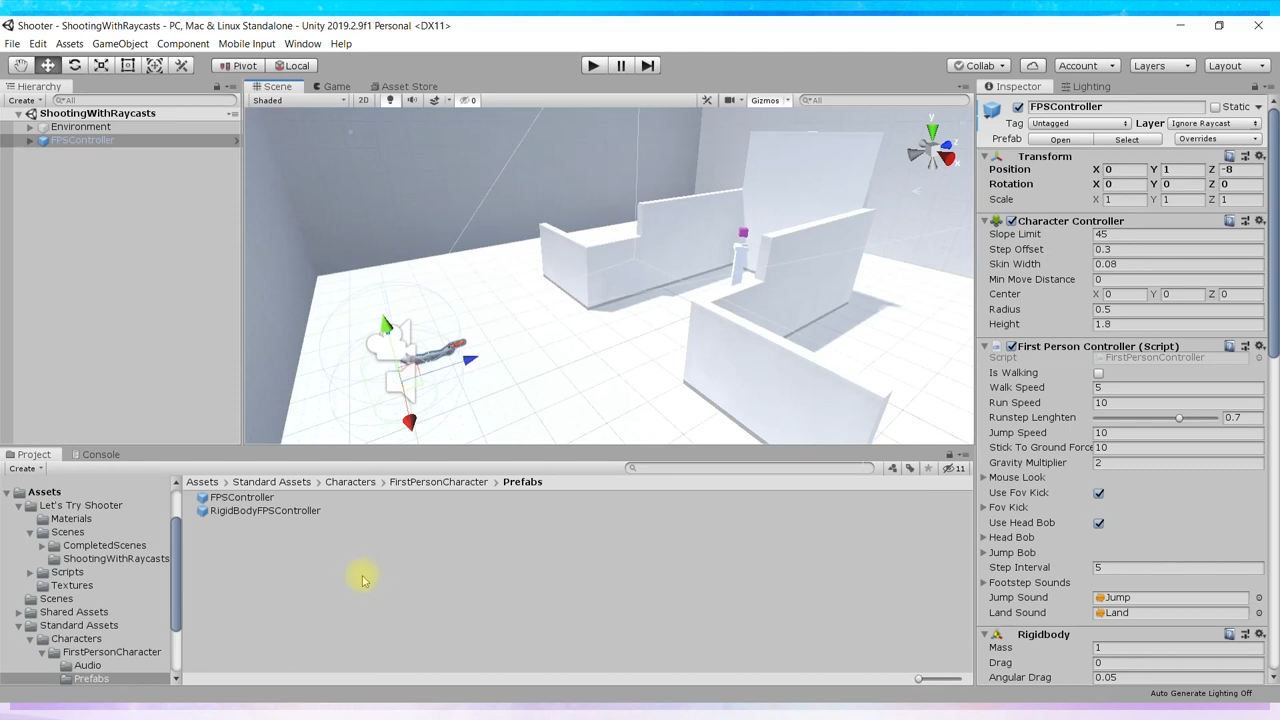 Shooter - ShootingWithRaycasts - PC, Mac & Linux Standalone - Unity 2019.2.9f1 Personal <DX11>
File Edit Assets GameObject Component Mobile Input Window Help
Pivot Local Collab Account Layers Layout
Hierarchy Scene Game Asset Store Inspector Lighting
Create All Shaded 2D 0 Gizmos All
ShootingWithRaycasts
Environment
FPSController
y
z
FPSController Static
Tag Untagged Layer Ignore Raycast
Prefab Open Select Overrides
Transform
Position X 0 Y 1 Z -8
Rotation X 0 Y 0 Z 0
Scale X 1 Y 1 Z 1
Character Controller
Slope Limit 45
Step Offset 0.3
Skin Width 0.08
Min Move Distance 0
Center X 0 Y 0 Z 0
Radius 0.5
Height 1.8
First Person Controller (Script)
Script FirstPersonController
Is Walking
Walk Speed 5
Run Speed 10
Runstep Lenghten 0.7
Jump Speed 10
Stick To Ground Force 10
Gravity Multiplier 2
Mouse Look
Use Fov Kick
Fov Kick
Use Head Bob
Head Bob
Jump Bob
Step Interval 5
Footstep Sounds
Jump Sound Jump
Land Sound Land
Rigidbody
Mass 1
Drag 0
Angular Drag 0.05
Project Console
Create 11
Assets
Let's Try Shooter
Materials
Scenes
CompletedScenes
ShootingWithRaycasts
Scripts
Textures
Scenes
Shared Assets
Standard Assets
Characters
FirstPersonCharacter
Audio
Prefabs
Assets Standard Assets Characters FirstPersonCharacter Prefabs
FPSController
RigidBodyFPSController
Auto Generate Lighting Off